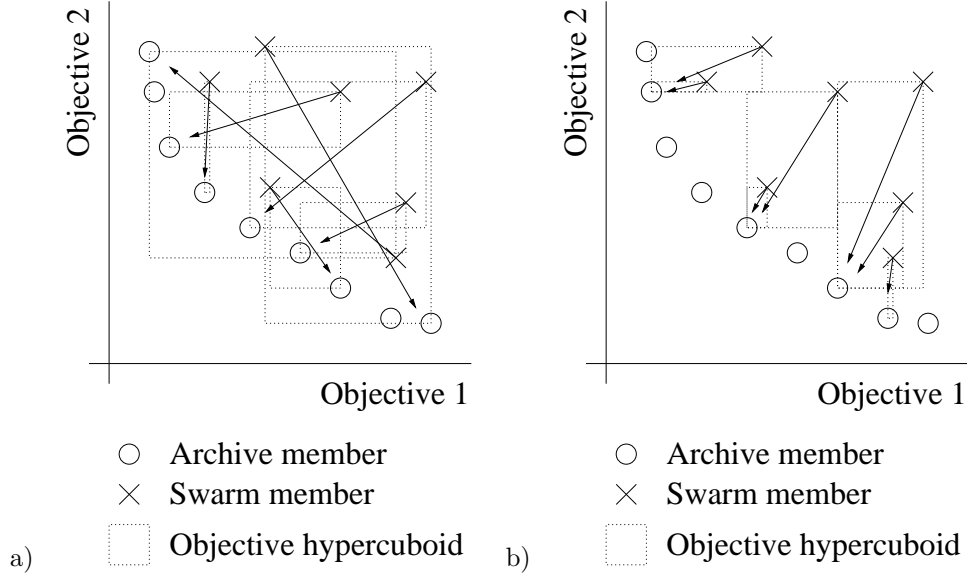 Objective 2
Objective 1
Archive member
Swarm member
Objective hypercuboid
a)
Objective 2
Objective 1
Archive member
Swarm member
Objective hypercuboid
b)